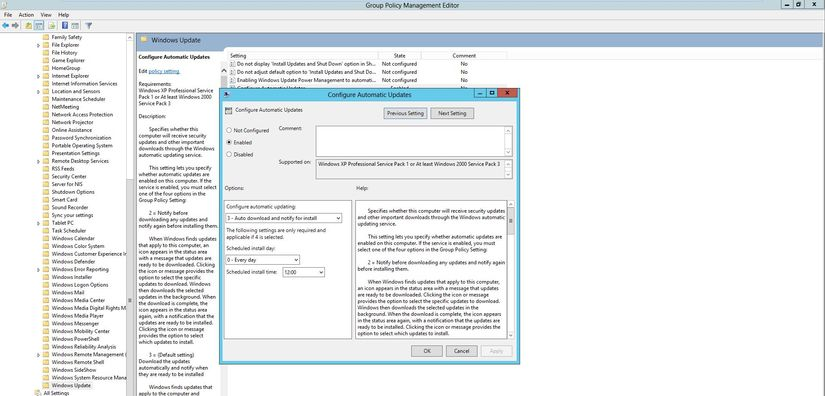 Group Policy Management Editor
File Action View Help
Family Safety
File Explorer
File History
Game Explorer
HomeGroup
Internet Explorer
Internet Information Services
Location and Sensors
Maintenance Scheduler
NetMeeting
Network Access Protection
Network Projector
Online Assistance
Password Synchronization
Portable Operating System
Presentation Settings
Remote Desktop Services
RSS Feeds
Security Center
Server for NIS
Shutdown Options
Smart Card
Sound Recorder
Sync your settings
Tablet PC
Task Scheduler
Windows Calendar
Windows Color System
Windows Customer Experience I
Windows Defender
Windows Error Reporting
Windows Installer
Windows Logon Options
Windows Mail
Windows Media Center
Windows Media Digital Rights M
Windows Media Player
Windows Messenger
Windows Mobility Center
Windows PowerShell
Windows Reliability Analysis
Windows Remote Management
Windows Remote Shell
Windows SideShow
Windows System Resource Mana
Windows Update
All Settings
Windows Update
Configure Automatic Updates
Edit policy setting.
Requirements:
Windows XP Professional Service
Pack 1 or At least Windows 2000
Service Pack 3
Description:
Specifies whether this
computer will receive security
updates and other important
downloads through the Windows
automatic updating service.
This setting lets you specify
whether automatic updates are
enabled on this computer. If the
service is enabled, you must select
one of the four options in the
Group Policy Setting:
2 = Notify before
downloading any updates and
notify again before installing them.
When Windows finds updates
that apply to this computer, an
icon appears in the status area
with a message that updates are
ready to be downloaded. Clicking
the icon or message provides the
option to select the specific
updates to download. Windows
then downloads the selected
updates in the background. When
the download is complete, the
icon appears in the status area
again, with a notification that the
updates are ready to be installed.
Clicking the icon or message
provides the option to select
which updates to install.
3 = (Default setting)
Download the updates
automatically and notify when
they are ready to be installed
Windows finds updates that
apply to the computer and
Setting State Comment
Do not display 'Install Updates and Shut Down' option in Sh... Not configured No
Do not adjust default option to 'Install Updates and Shut Do... Not configured No
Enabling Windows Update Power Management to automati... Not configured No
Configure Automatic Updates Enabled No
Configure Automatic Updates
Configure Automatic Updates
Previous Setting Next Setting
Not Configured Comment:
Enabled
Disabled
Supported on: Windows XP Professional Service Pack 1 or At least Windows 2000 Service Pack 3
Options: Help:
Configure automatic updating:
3 - Auto download and notify for install
The following settings are only required and
applicable if 4 is selected.
Scheduled install day:
0 - Every day
Scheduled install time: 12:00
Specifies whether this computer will receive security updates
and other important downloads through the Windows automatic
updating service.
This setting lets you specify whether automatic updates are
enabled on this computer. If the service is enabled, you must
select one of the four options in the Group Policy Setting:
2 = Notify before downloading any updates and notify again
before installing them.
When Windows finds updates that apply to this computer,
an icon appears in the status area with a message that updates
are ready to be downloaded. Clicking the icon or message
provides the option to select the specific updates to download.
Windows then downloads the selected updates in the
background. When the download is complete, the icon appears
in the status area again, with a notification that the updates are
ready to be installed. Clicking the icon or message provides the
option to select which updates to install.
OK Cancel Apply